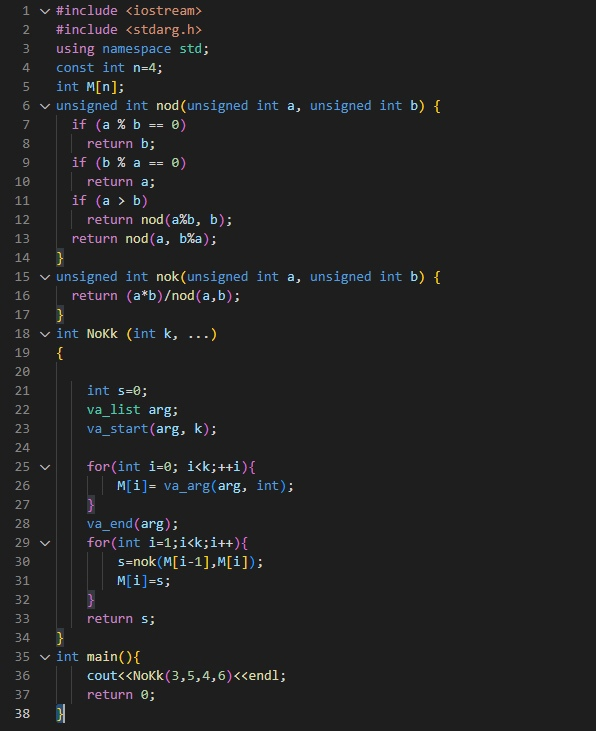 1 #include <iostream>
2 #include <stdarg.h>
3 using namespace std;
4 const int n=4;
5 int M[n];
6 unsigned int nod(unsigned int a, unsigned int b) {
7 if (a % b == 0)
8 return b;
9 if (b % a == 0)
10 return a;
11 if (a > b)
12 return nod(a%b, b);
13 return nod(a, b%a);
14 }
15 unsigned int nok(unsigned int a, unsigned int b) {
16 return (a*b)/nod(a,b);
17 }
18 int NoKk (int k, ...)
19 {
20
21 int s=0;
22 va_list arg;
23 va_start(arg, k);
24
25 for(int i=0; i<k;++i){
26 M[i]= va_arg(arg, int);
27 }
28 va_end(arg);
29 for(int i=1;i<k;i++){
30 s=nok(M[i-1],M[i]);
31 M[i]=s;
32 }
33 return s;
34 }
35 int main(){
36 cout<<NoKk(3,5,4,6)<<endl;
37 return 0;
38 }